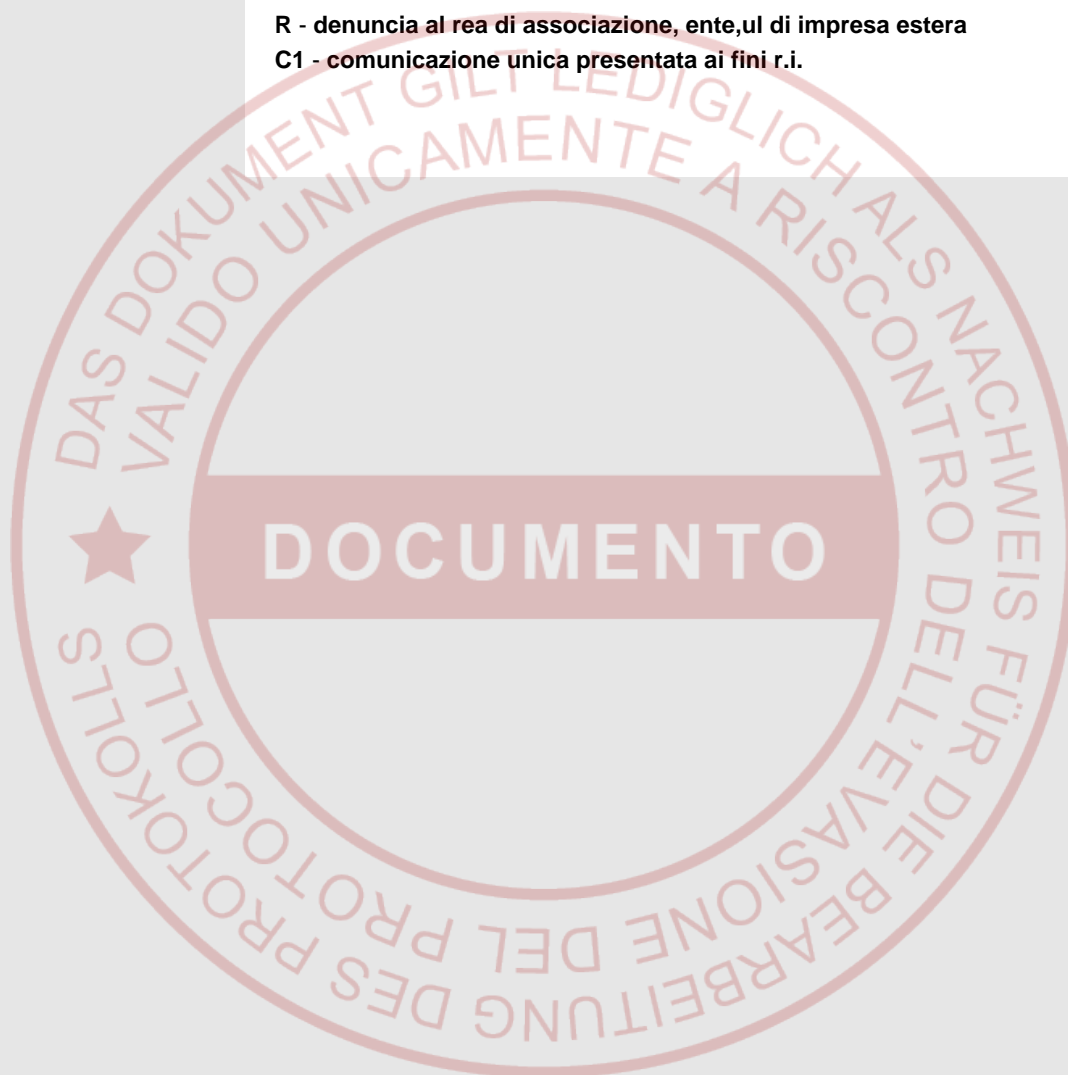 R - denuncia al rea di associazione, ente,ul di impresa estera
C1 - comunicazione unica presentata ai fini r.i.
DAS DOKUMENT GILT LEDIGLICH ALS NACHWEIS FÜR DIE BEARBEITUNG DES PROTOKOLLS
VALIDO UNICAMENTE A RISCONTRO DELL'EVASIONE DEL PROTOCOLLO
DOCUMENTO